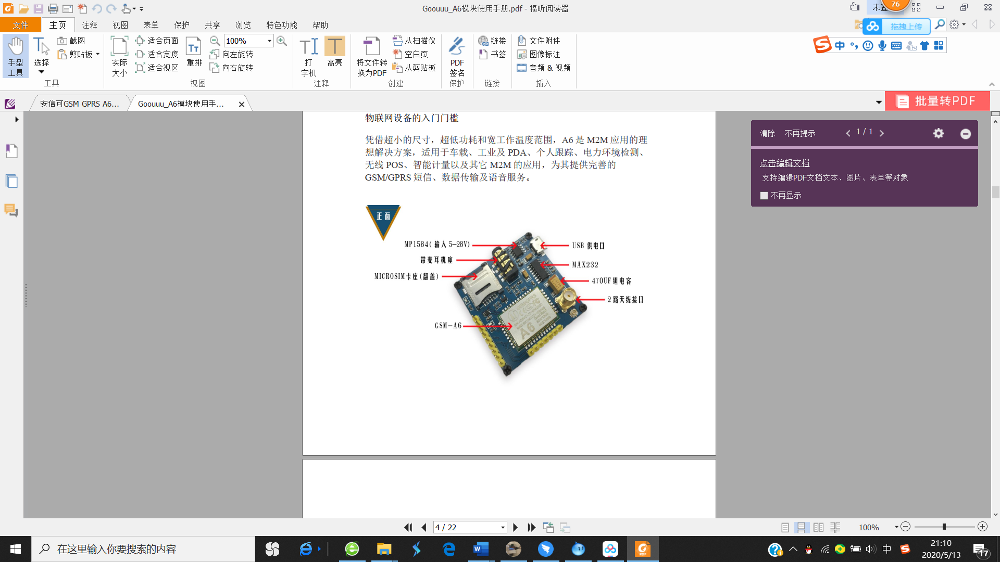 Goouuu_A6模块使用手册.pdf - 福昕阅读器
未登
76
文件 主页 注释 视图 表单 保护 共享 浏览 特色功能 帮助
拖拽上传
手型
工具
选择
截图
剪贴板
工具
实际
大小
适合页面
适合宽度
适合视区
重排
100%
向左旋转
向右旋转
视图
打
字机
高亮
注释
将文件转
换为PDF
从扫描仪
空白页
从剪贴板
创建
PDF
签名
保护
链接
书签
链接
文件附件
图像标注
音频 & 视频
插入
中
安信可GSM GPRS A6...
Goouuu_A6模块使用手...
批量转PDF
物联网设备的入门门槛
凭借超小的尺寸，超低功耗和宽工作温度范围，A6 是 M2M 应用的理
想解决方案，适用于车载、工业及 PDA、个人跟踪、电力环境检测、
无线 POS、智能计量以及其它 M2M 的应用，为其提供完善的
GSM/GPRS 短信、数据传输及语音服务。
正面
MP1584( 输入 5-28V)
带麦耳机座
MICROSIM卡座(翻盖)
GSM-A6
USB 供电口
MAX232
470UF 钽电容
2 路天线接口
A6
清除 不再提示 1 / 1
点击编辑文档
支持编辑PDF文档文本、图片、表单等对象
不再显示
4 / 22
100%
在这里输入你要搜索的内容
中
21:10
2020/5/13
17